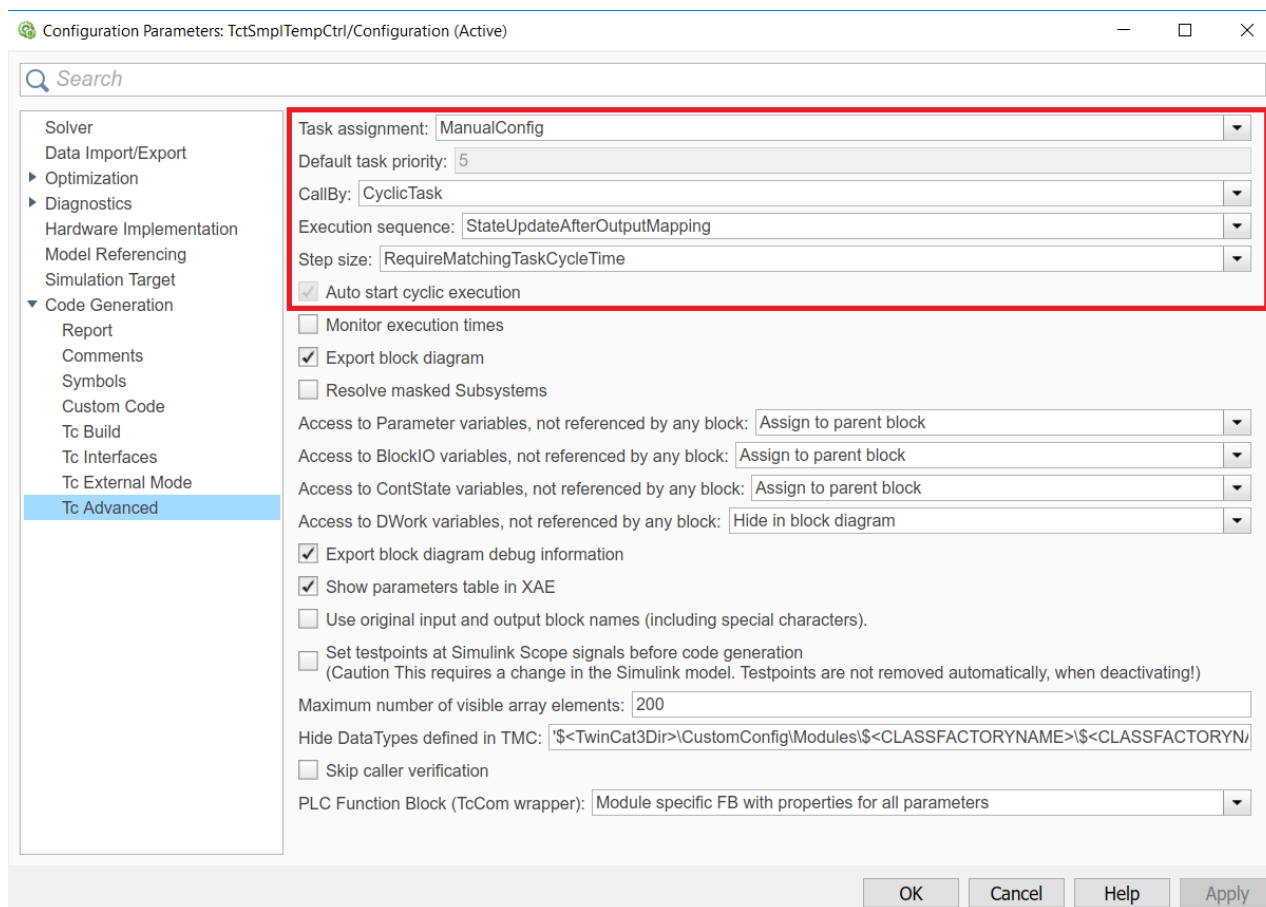 Configuration Parameters: TctSmplTempCtrl/Configuration (Active)
Search
Solver
Data Import/Export
Optimization
Diagnostics
Hardware Implementation
Model Referencing
Simulation Target
Code Generation
Report
Comments
Symbols
Custom Code
Tc Build
Tc Interfaces
Tc External Mode
Tc Advanced
Task assignment: ManualConfig
Default task priority: 5
CallBy: CyclicTask
Execution sequence: StateUpdateAfterOutputMapping
Step size: RequireMatchingTaskCycleTime
Auto start cyclic execution
Monitor execution times
Export block diagram
Resolve masked Subsystems
Access to Parameter variables, not referenced by any block: Assign to parent block
Access to BlockIO variables, not referenced by any block: Assign to parent block
Access to ContState variables, not referenced by any block: Assign to parent block
Access to DWork variables, not referenced by any block: Hide in block diagram
Export block diagram debug information
Show parameters table in XAE
Use original input and output block names (including special characters).
Set testpoints at Simulink Scope signals before code generation
(Caution This requires a change in the Simulink model. Testpoints are not removed automatically, when deactivating!)
Maximum number of visible array elements: 200
Hide DataTypes defined in TMC: '$<TwinCat3Dir>\CustomConfig\Modules\$<CLASSFACTORYNAME>\$<CLASSFACTORYN
Skip caller verification
PLC Function Block (TcCom wrapper): Module specific FB with properties for all parameters
OK Cancel Help Apply